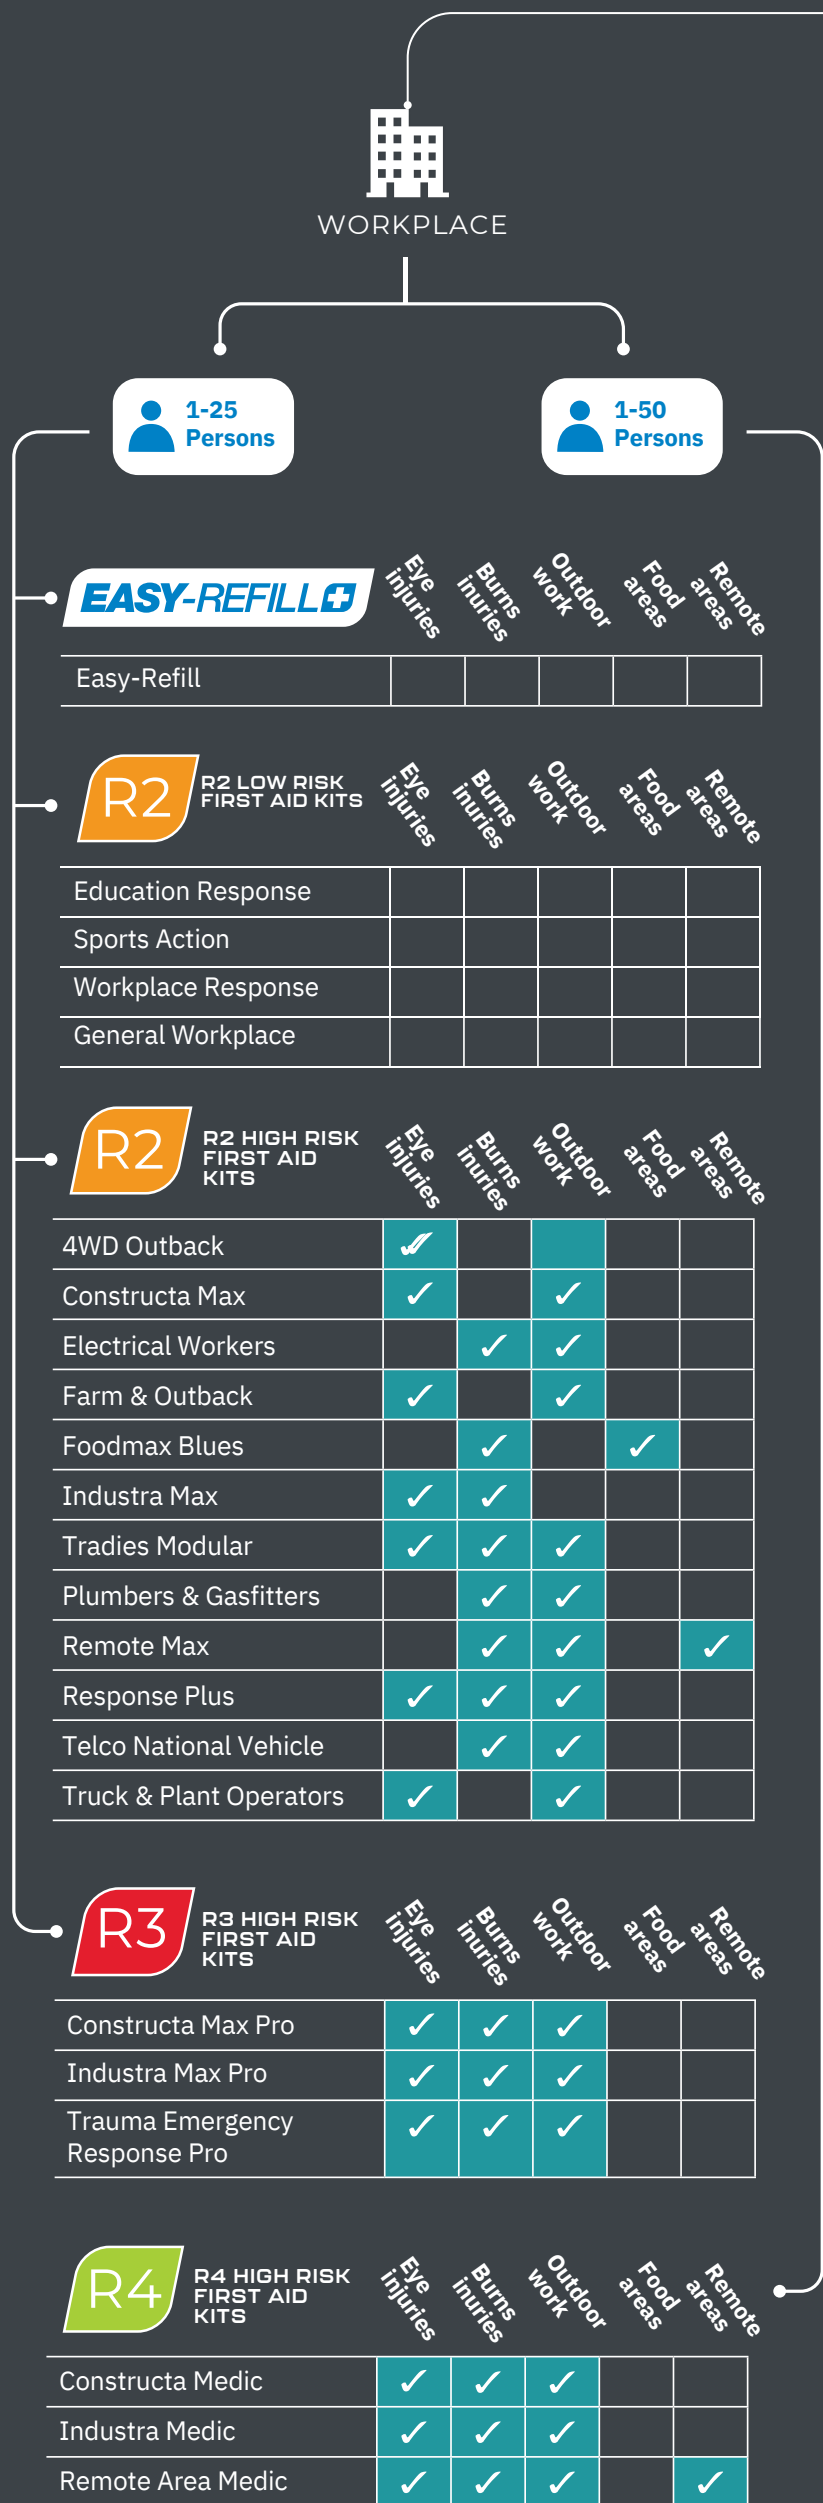 WORKPLACE
1-25
Persons
1-50
Persons
EASY-REFILL
Eye
injuries
Burns
inuries
Outdoor
work
Food
areas
Remote
areas
Easy-Refill
R2
R2 LOW RISK
FIRST AID KITS
Eye
injuries
Burns
inuries
Outdoor
work
Food
areas
Remote
areas
Education Response
Sports Action
Workplace Response
General Workplace
R2
R2 HIGH RISK
FIRST AID
KITS
Eye
injuries
Burns
inuries
Outdoor
work
Food
areas
Remote
areas
4WD Outback ✓✓
Constructa Max ✓ ✓
Electrical Workers ✓ ✓
Farm & Outback ✓ ✓
Foodmax Blues ✓ ✓
Industra Max ✓ ✓
Tradies Modular ✓ ✓ ✓
Plumbers & Gasfitters ✓ ✓
Remote Max ✓ ✓ ✓
Response Plus ✓ ✓ ✓
Telco National Vehicle ✓ ✓
Truck & Plant Operators ✓ ✓
R3
R3 HIGH RISK
FIRST AID
KITS
Eye
injuries
Burns
inuries
Outdoor
work
Food
areas
Remote
areas
Constructa Max Pro ✓ ✓ ✓
Industra Max Pro ✓ ✓ ✓
Trauma Emergency ✓ ✓ ✓
Response Pro
R4
R4 HIGH RISK
FIRST AID
KITS
Eye
injuries
Burns
inuries
Outdoor
work
Food
areas
Remote
areas
Constructa Medic ✓ ✓ ✓
Industra Medic ✓ ✓ ✓
Remote Area Medic ✓ ✓ ✓ ✓